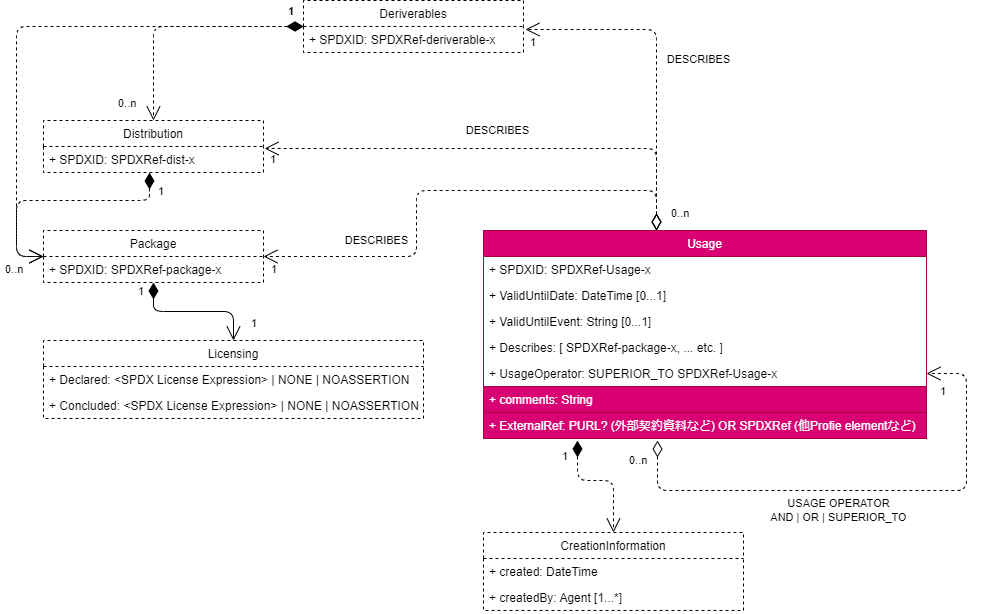 1
Deriverables
+ SPDXID: SPDXRef-deriverable-x
1
DESCRIBES
0..n
Distribution
+ SPDXID: SPDXRef-dist-x
1
DESCRIBES
1
Package
+ SPDXID: SPDXRef-package-x
0..n
1
DESCRIBES
1
1
Licensing
+ Declared: <SPDX License Expression> | NONE | NOASSERTION
+ Concluded: <SPDX License Expression> | NONE | NOASSERTION
0..n
Usage
+ SPDXID: SPDXRef-Usage-x
+ ValidUntilDate: DateTime [0...1]
+ ValidUntilEvent: String [0...1]
+ Describes: [ SPDXRef-package-x, ... etc. ]
+ UsageOperator: SUPERIOR_TO SPDXRef-Usage-x
+ comments: String
+ ExternalRef: PURL? (外部契約資料など) OR SPDXRef (他Profie elementなど)
1
1
0..n
USAGE OPERATOR
AND | OR | SUPERIOR_TO
CreationInformation
+ created: DateTime
+ createdBy: Agent [1...*]